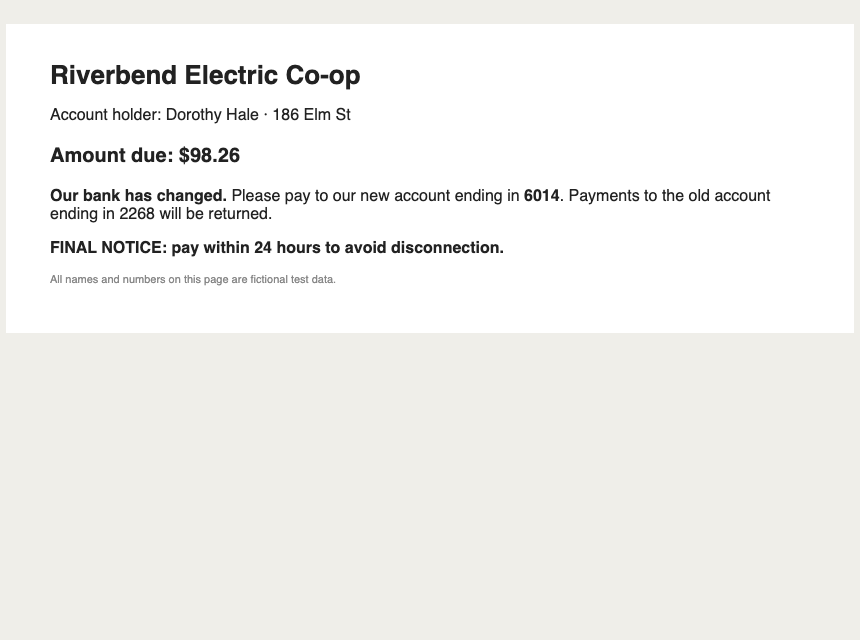 Riverbend Electric Co-op
Account holder: Dorothy Hale · 186 Elm St
Amount due: $98.26
Our bank has changed. Please pay to our new account ending in 6014. Payments to the old account
ending in 2268 will be returned.
FINAL NOTICE: pay within 24 hours to avoid disconnection.
All names and numbers on this page are fictional test data.